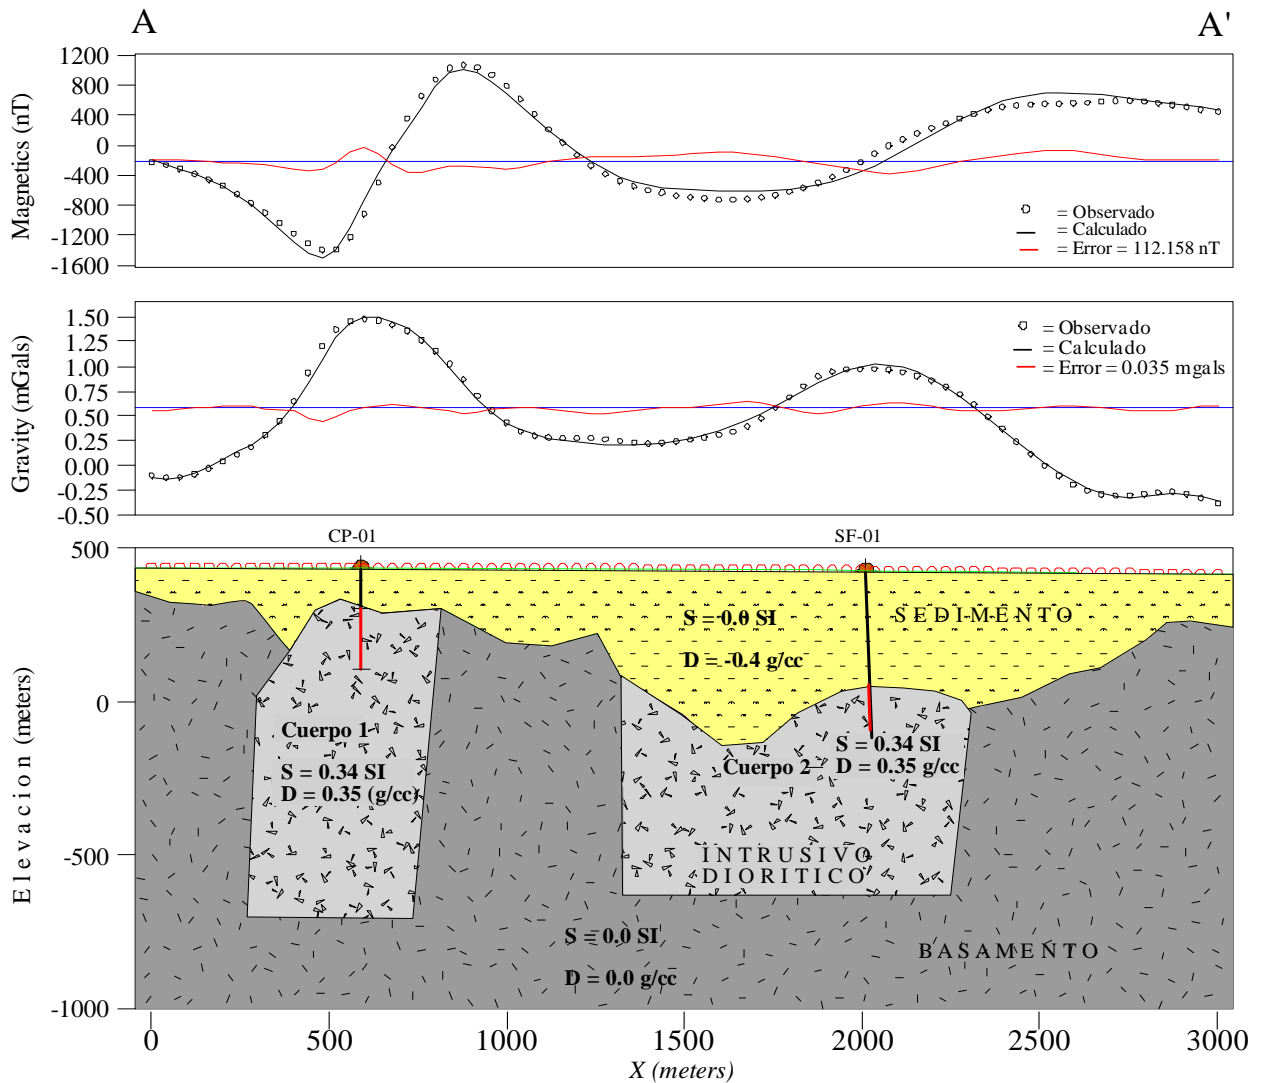 A A'
Magnetics (nT)
1200
800
400
0
-400
-800
-1200
-1600
= Observado
= Calculado
= Error = 112.158 nT
Gravity (mGals)
1.50
1.25
1.00
0.75
0.50
0.25
0.00
-0.25
-0.50
= Observado
= Calculado
= Error = 0.035 mgals
CP-01 SF-01
Elevacion (meters)
500
0
-500
-1000
S = 0.0 SI
SEDIMENTO
D = -0.4 g/cc
Cuerpo 1
S = 0.34 SI
D = 0.35 (g/cc)
S = 0.34 SI
Cuerpo 2
D = 0.35 g/cc
INTRUSIVO
DIORITICO
S = 0.0 SI
BASAMENTO
D = 0.0 g/cc
0 500 1000 1500 2000 2500 3000
X (meters)